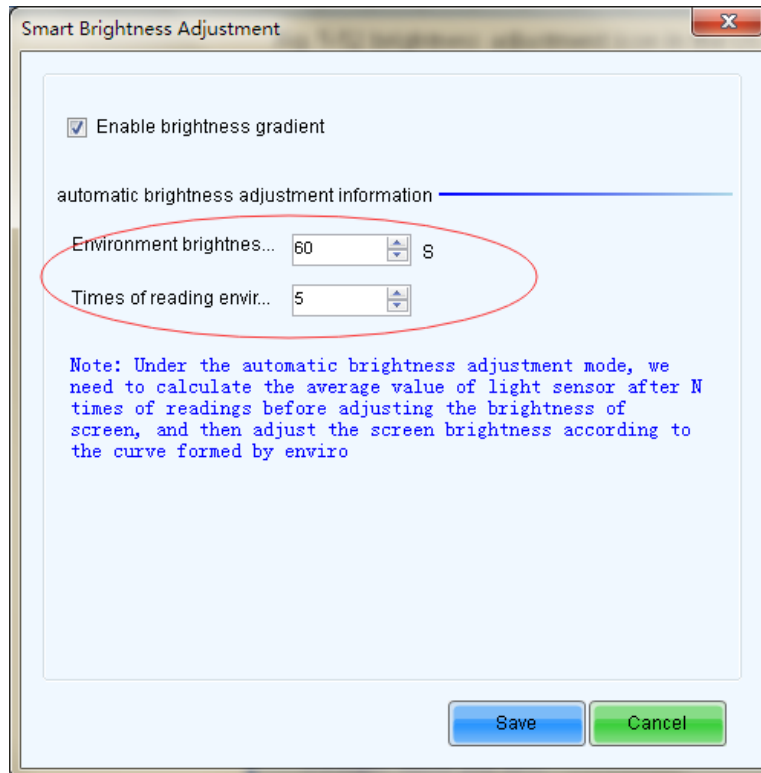 Smart Brightness Adjustment
Enable brightness gradient
automatic brightness adjustment information
Environment brightnes... 60 S
Times of reading envir... 5
Note: Under the automatic brightness adjustment mode, we
need to calculate the average value of light sensor after N
times of readings before adjusting the brightness of
screen, and then adjust the screen brightness according to
the curve formed by enviro
Save Cancel